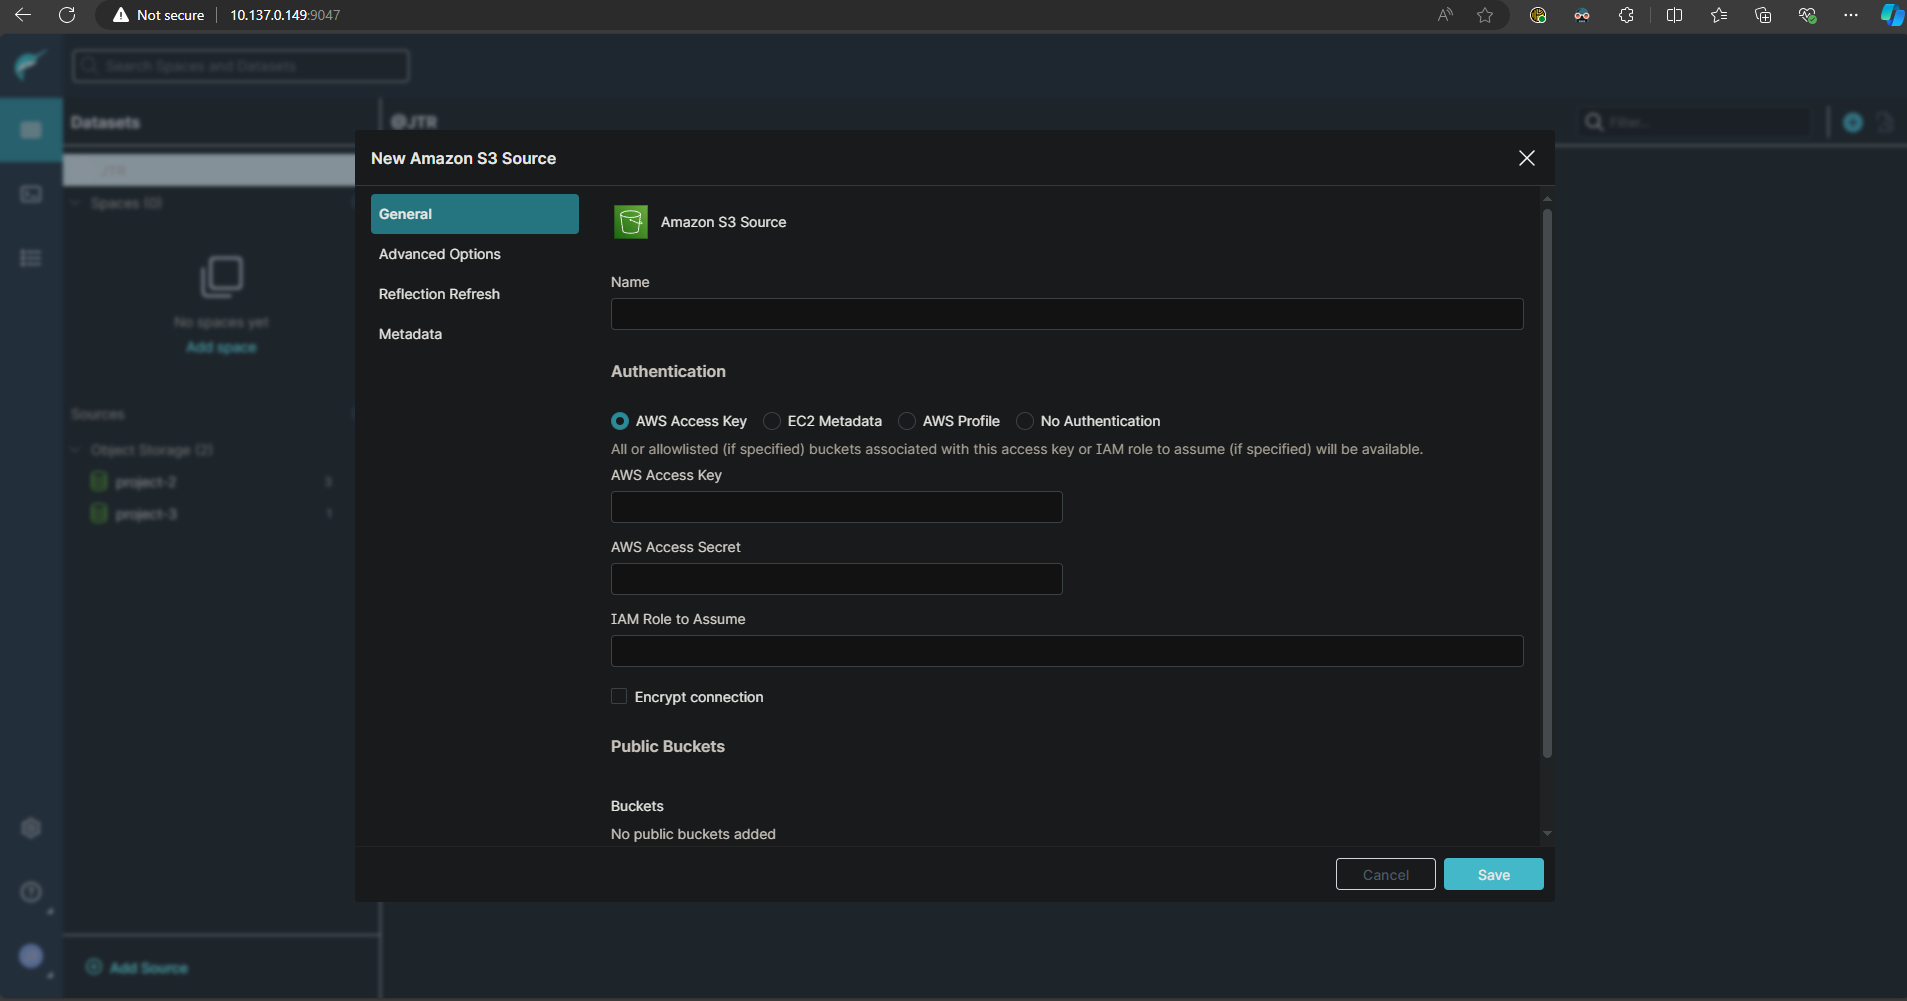 Not secure 10.137.0.149:9047
Search Spaces and Datasets
Datasets
@JTR
Filter...
JTR
Spaces (0)
No spaces yet
Add space
Sources
Object Storage (2)
project-2 3
project-3 1
Add Source
New Amazon S3 Source
General
Advanced Options
Reflection Refresh
Metadata
Amazon S3 Source
Name
Authentication
AWS Access Key EC2 Metadata AWS Profile No Authentication
All or allowlisted (if specified) buckets associated with this access key or IAM role to assume (if specified) will be available.
AWS Access Key
AWS Access Secret
IAM Role to Assume
Encrypt connection
Public Buckets
Buckets
No public buckets added
Cancel Save